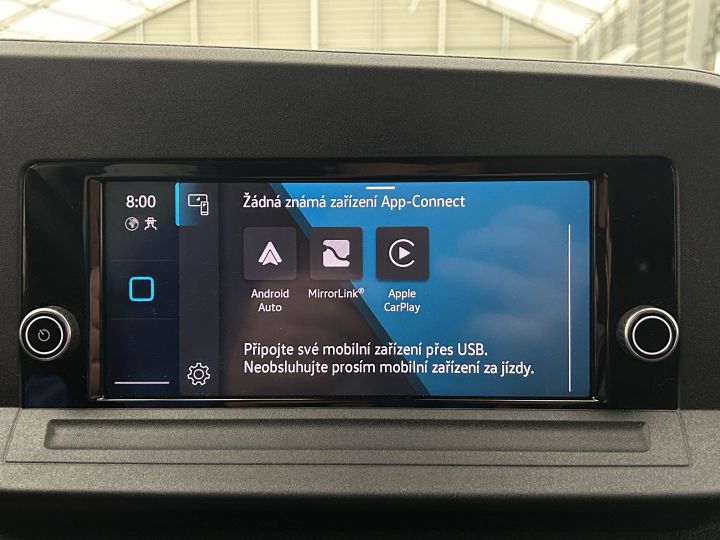 8:00
Žádná známá zařízení App-Connect
Android
Auto
MirrorLink®
Apple
CarPlay
Připojte své mobilní zařízení přes USB.
Neobsluhujte prosím mobilní zařízení za jízdy.